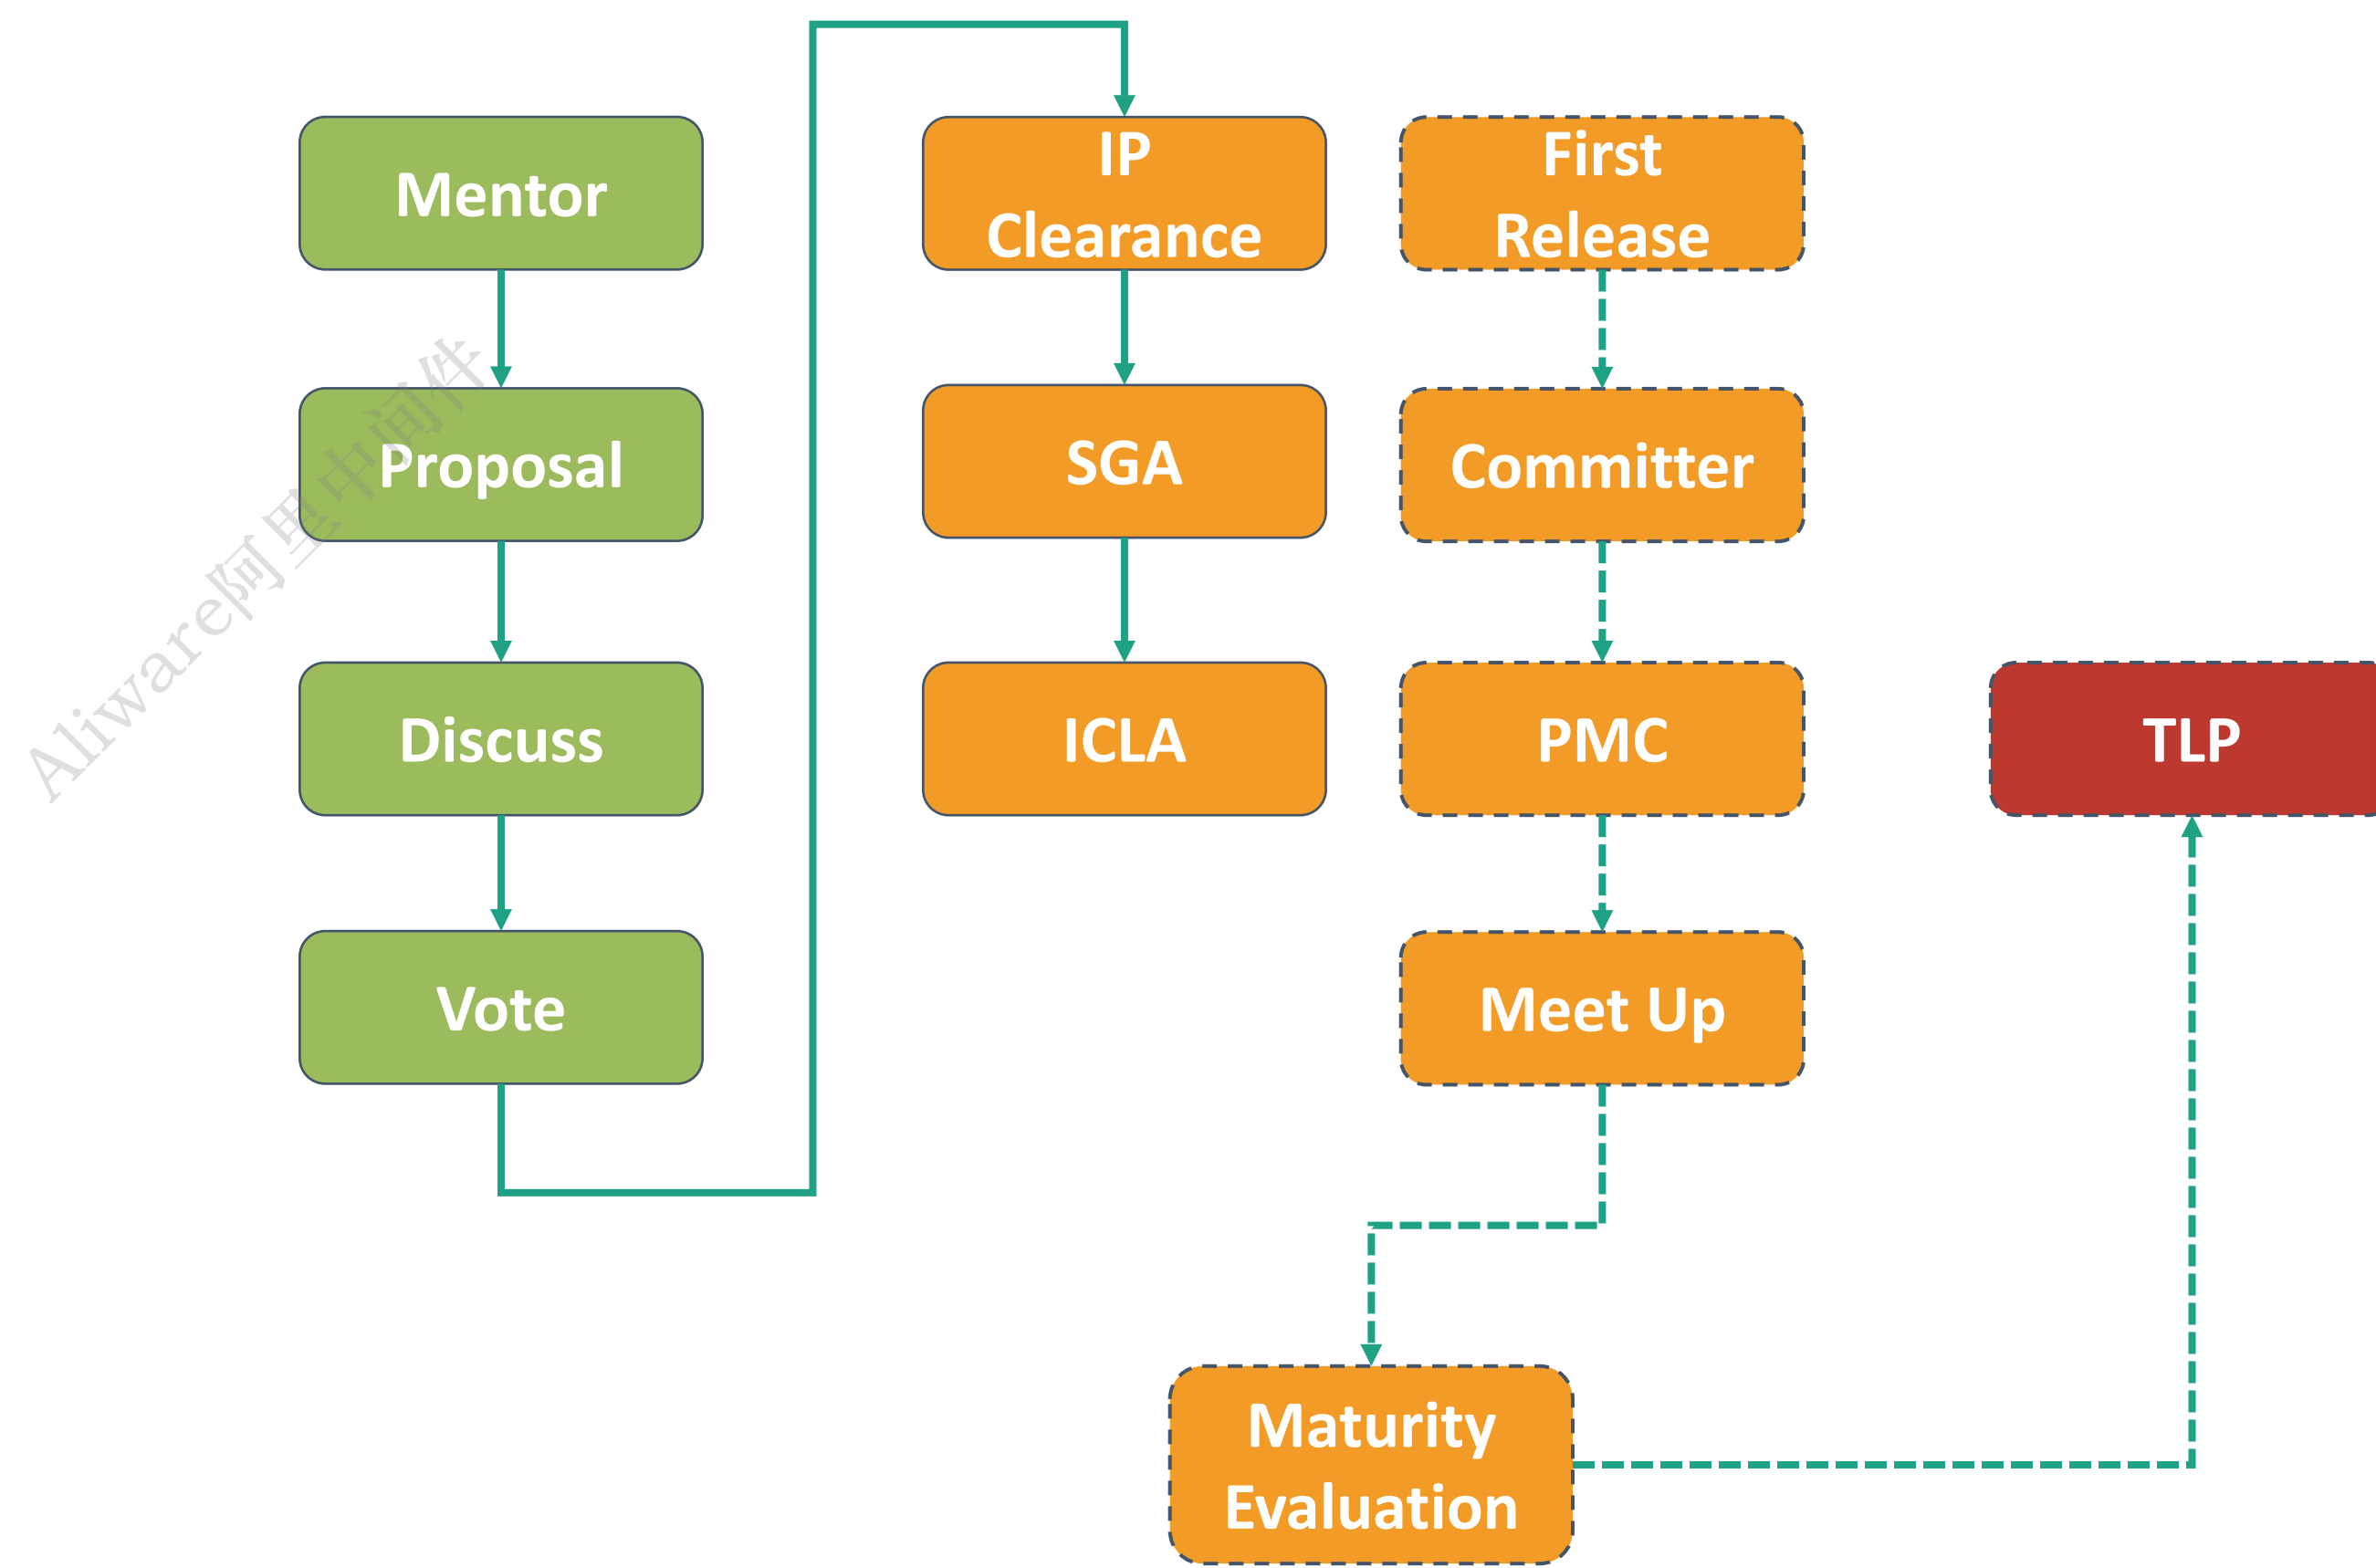 Mentor
Proposal
Discuss
Vote
IP
Clearance
SGA
ICLA
First
Release
Committer
PMC
Meet Up
Maturity
Evaluation
TLP
Aliware阿里中间件